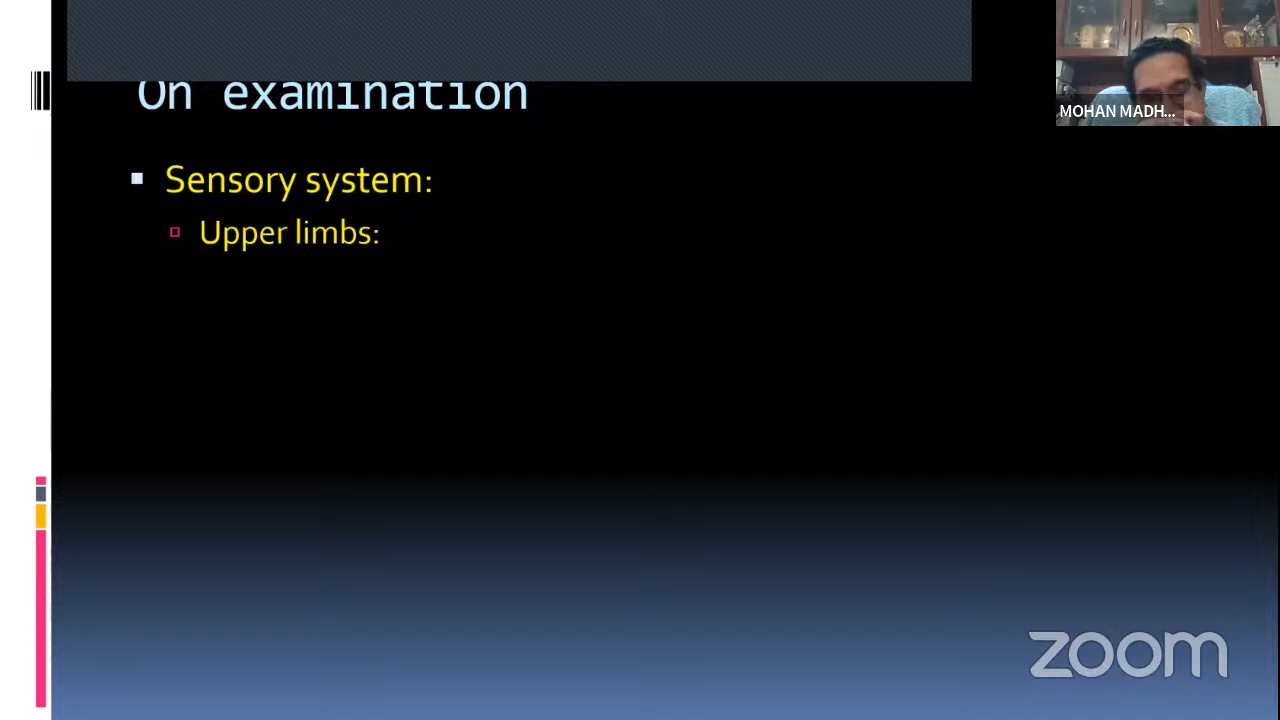 On examination
MOHAN MADH...
Sensory system:
Upper limbs:
zoom